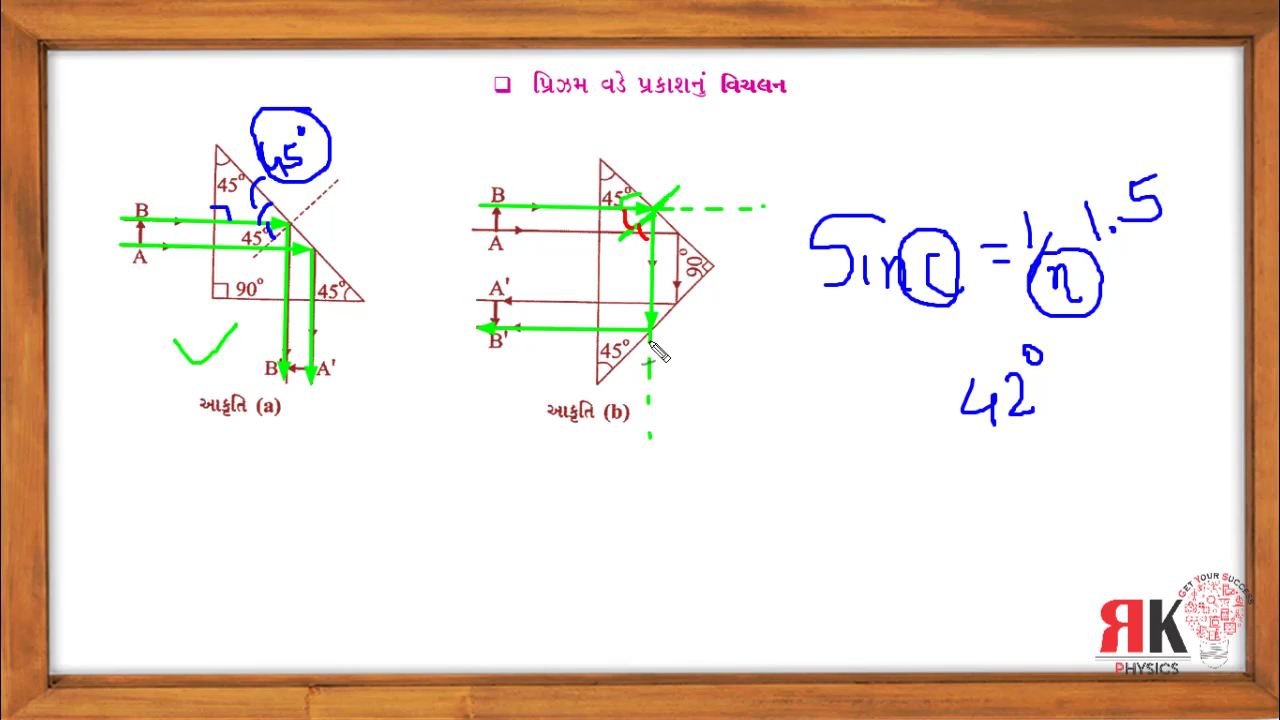 ❑ પ્રિઝમ વડે પ્રકાશનું વિચલન
45°
45°
B
45°
A
90°
45°
B'
A'
આકૃતિ (a)
B
45°
A
90°
A'
B'
45°
આકૃતિ (b)
Sin C = 1/n 1.5
42°
GET YOUR SUCCESS
RK
PHYSICS